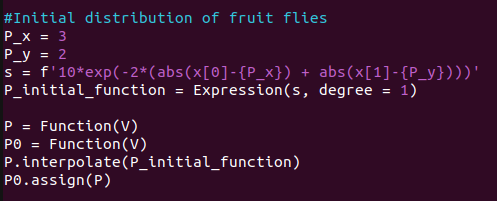 #Initial distribution of fruit flies
P_x = 3
P_y = 2
s = f'10*exp(-2*(abs(x[0]-{P_x}) + abs(x[1]-{P_y})))'
P_initial_function = Expression(s, degree = 1)
P = Function(V)
P0 = Function(V)
P.interpolate(P_initial_function)
P0.assign(P)